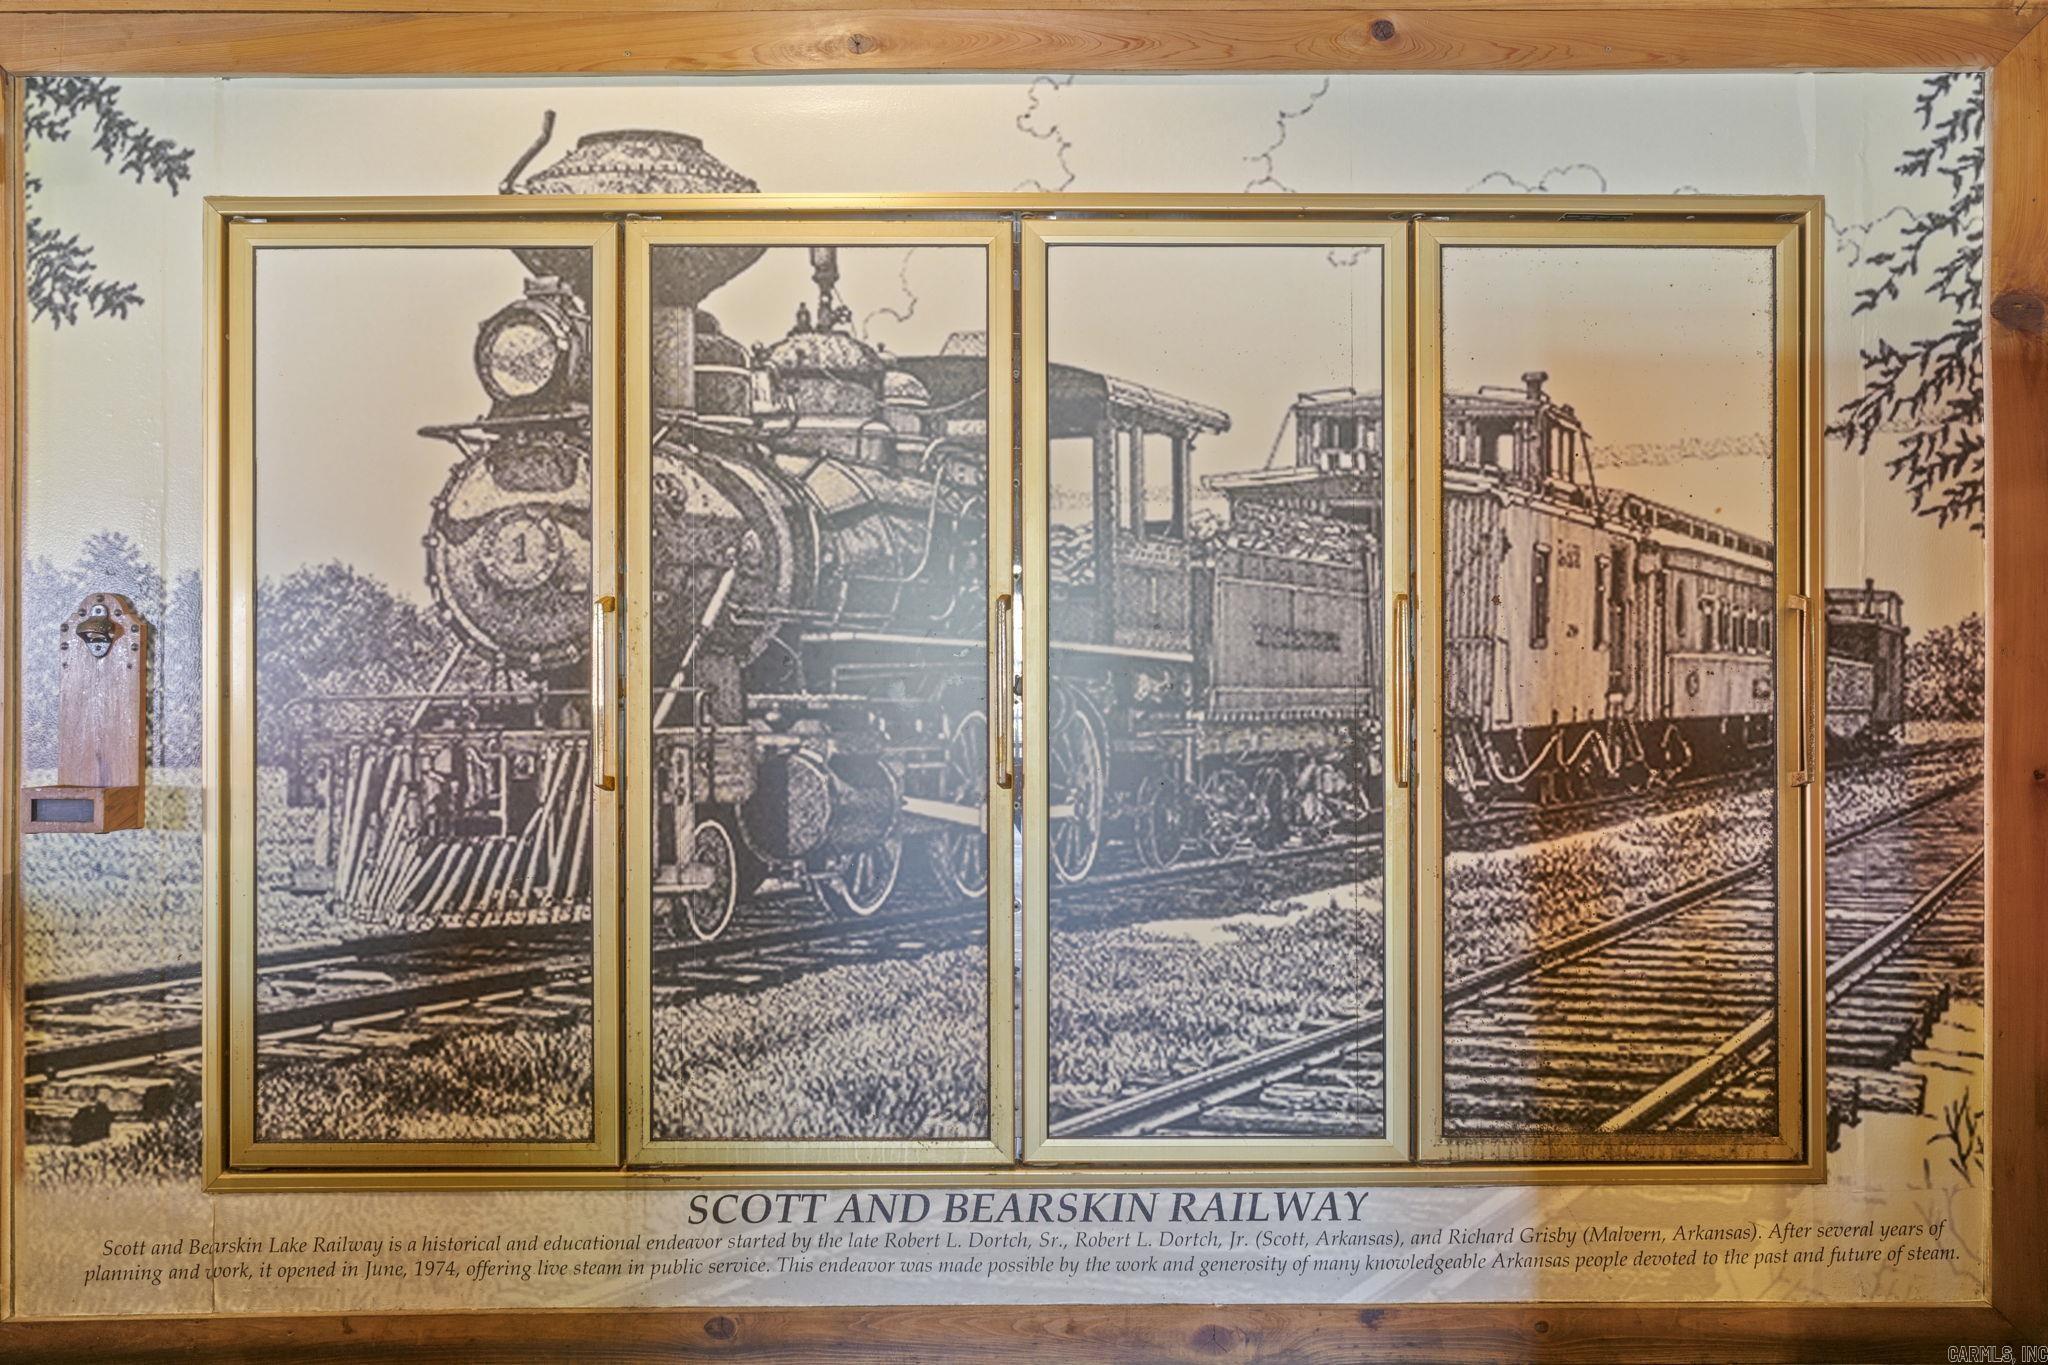 1
SCOTT AND BEARSKIN RAILWAY
Scott and Bearskin Lake Railway is a historical and educational endeavor started by the late Robert L. Dortch, Sr., Robert L. Dortch, Jr. (Scott, Arkansas), and Richard Grisby (Malvern, Arkansas). After several years of
planning and work, it opened in June, 1974, offering live steam in public service. This endeavor was made possible by the work and generosity of many knowledgeable Arkansas people devoted to the past and future of steam.
CARMLS, INC